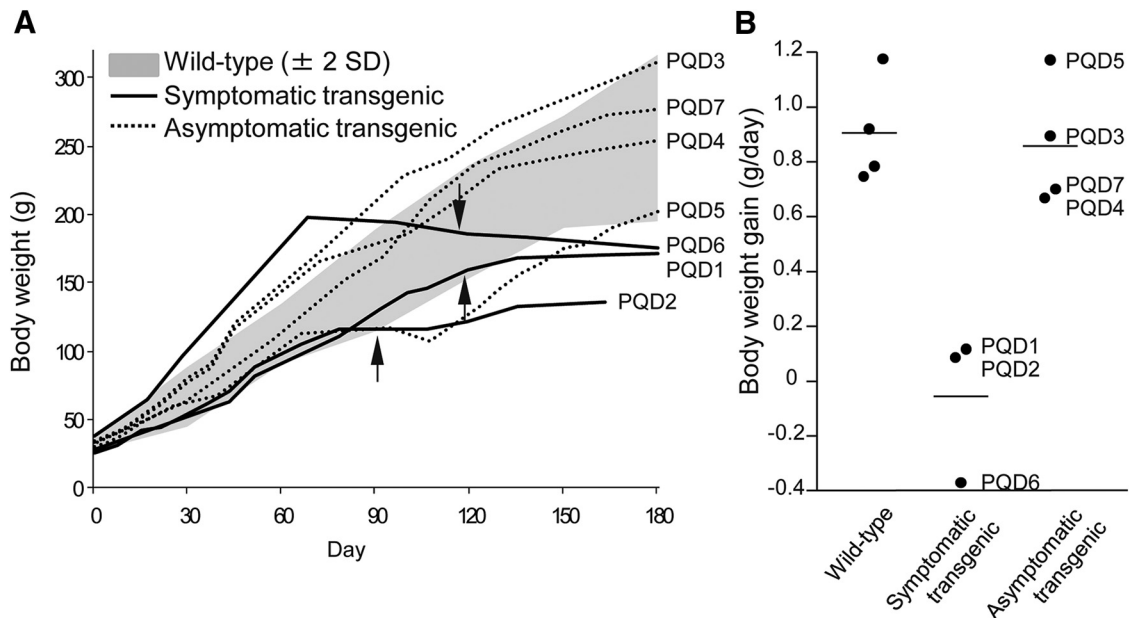 A
Body weight (g)
300
250
200
150
100
50
0
Wild-type (± 2 SD)
Symptomatic transgenic
Asymptomatic transgenic
PQD3
PQD7
PQD4
PQD5
PQD6
PQD1
PQD2
0 30 60 90 120 150 180
Day
B
Body weight gain (g/day)
1.2
1.0
0.8
0.6
0.4
0.2
0
-0.2
-0.4
PQD1
PQD2
PQD6
PQD5
PQD3
PQD7
PQD4
Wild-type
Symptomatic
transgenic
Asymptomatic
transgenic